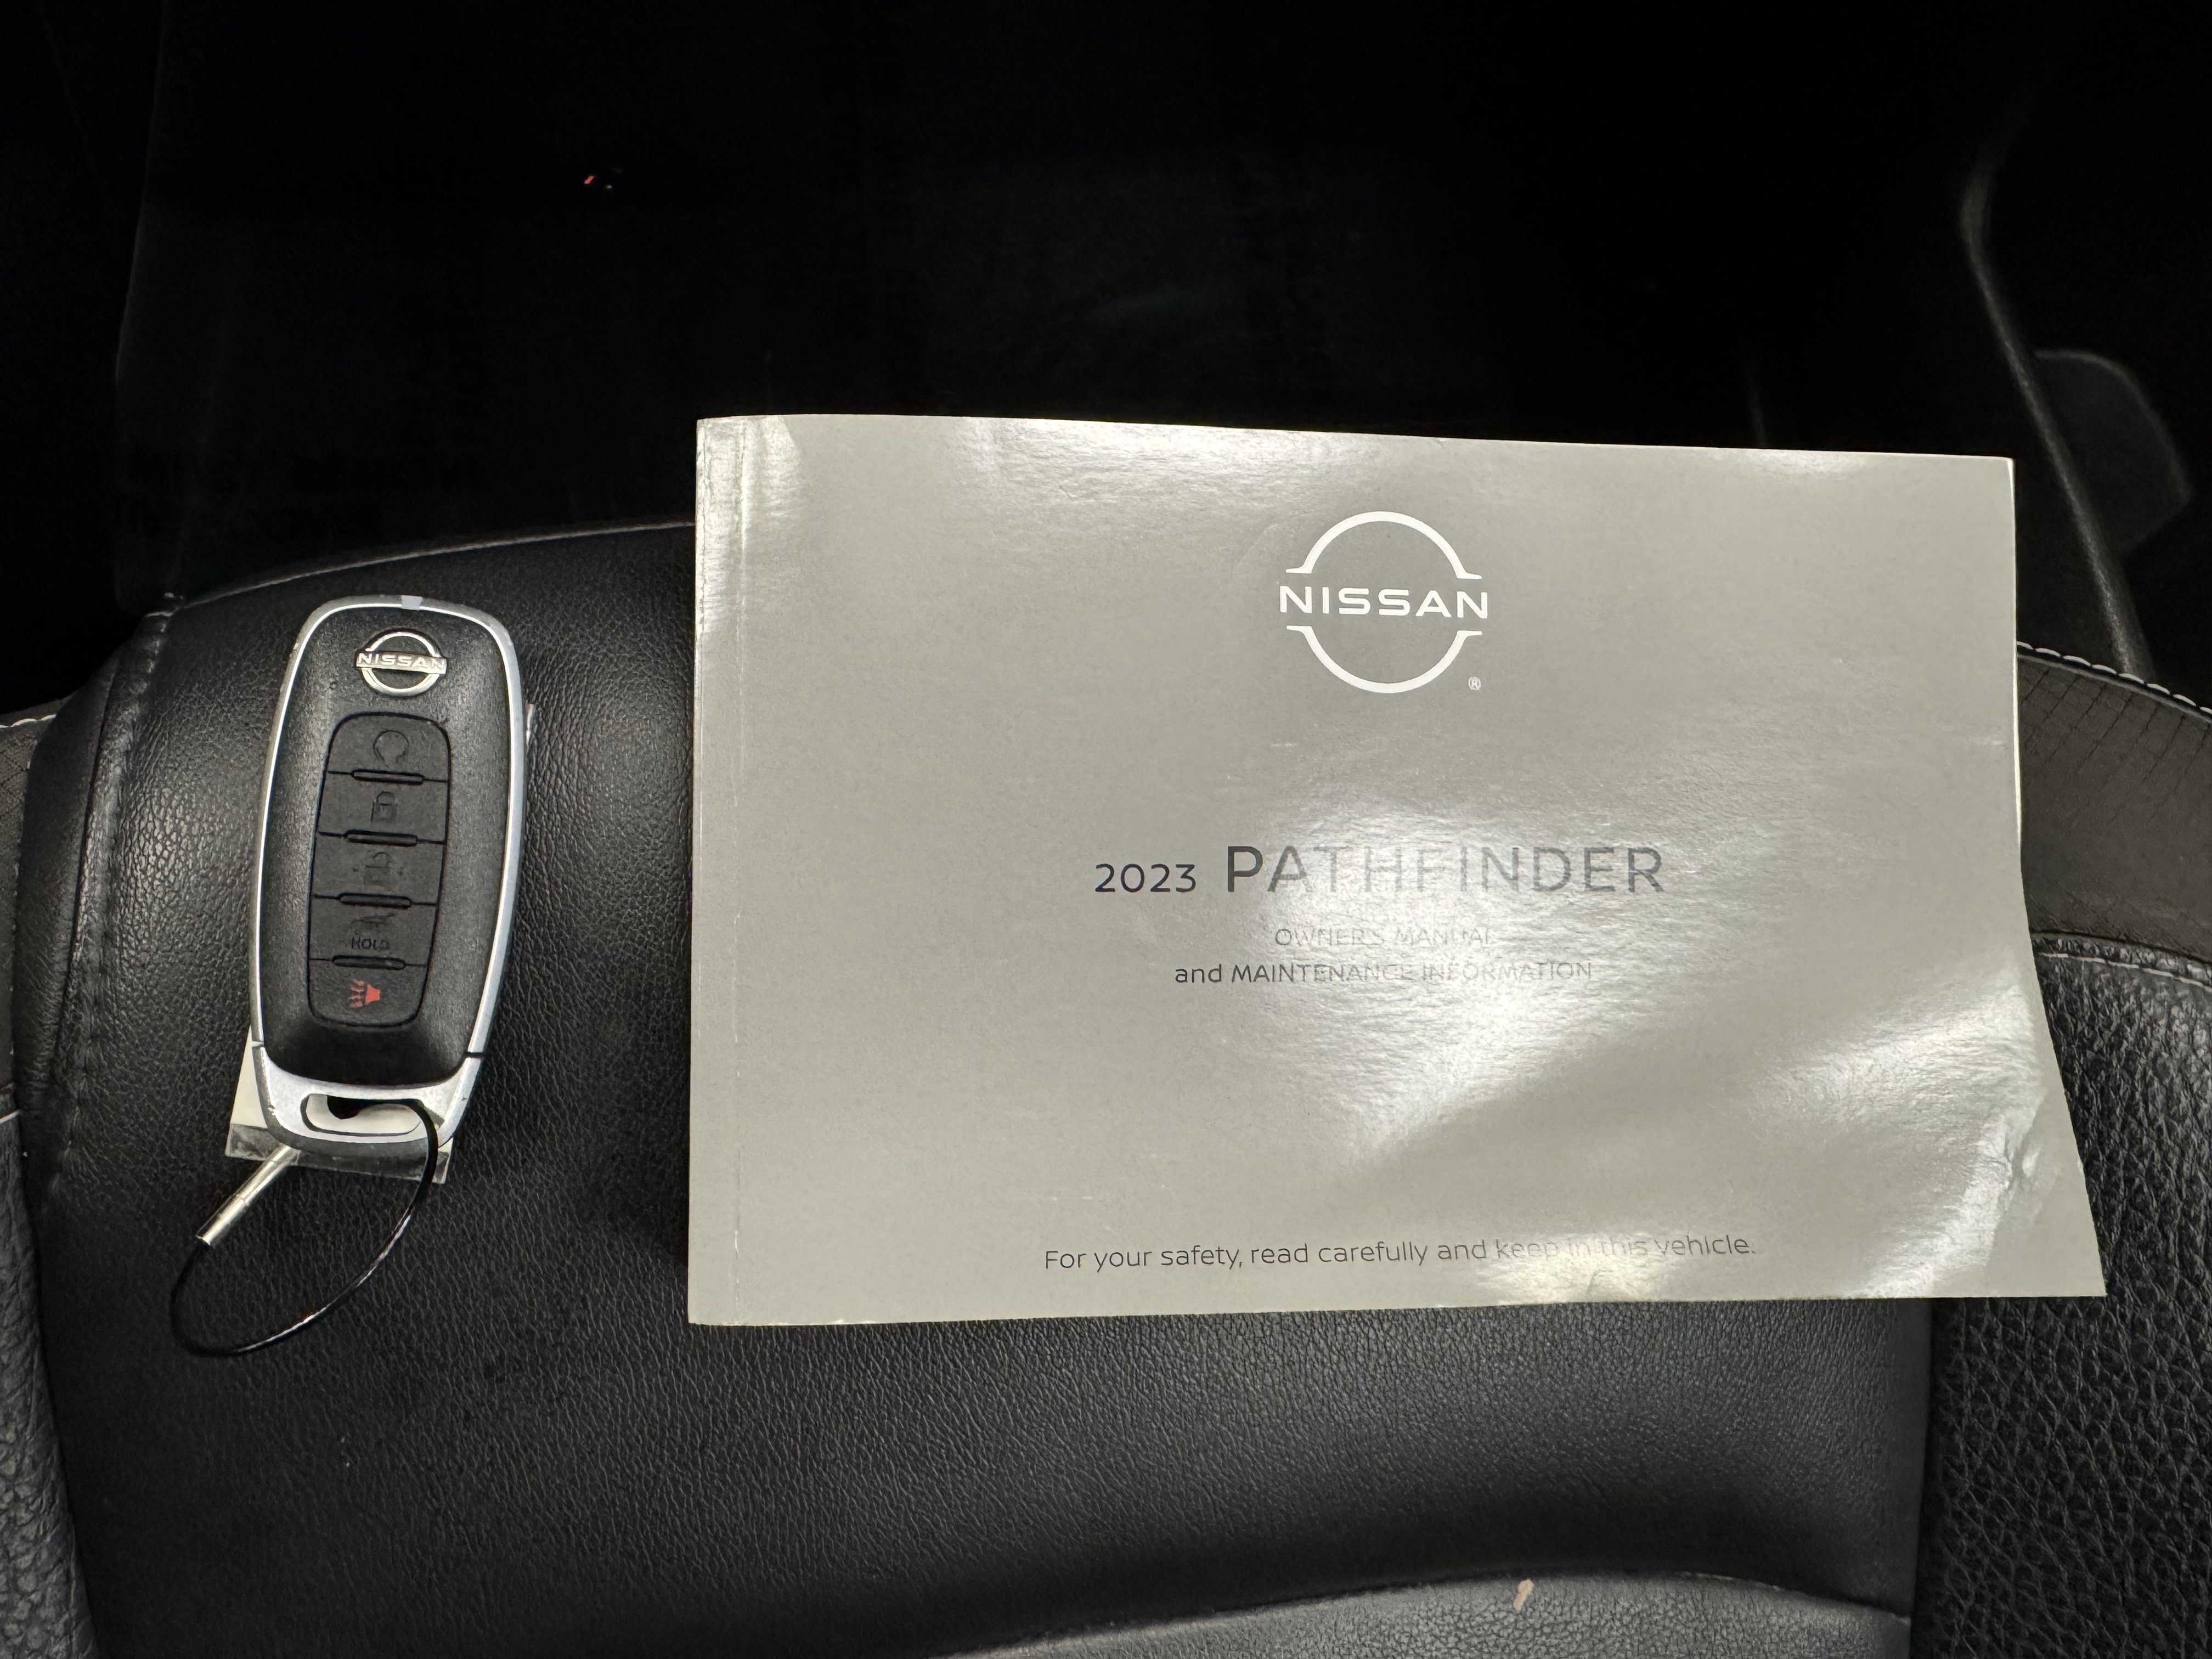 NISSAN
HOLD
NISSAN
®
2023 PATHFINDER
OWNER'S MANUAL
and MAINTENANCE INFORMATION
For your safety, read carefully and keep in this vehicle.